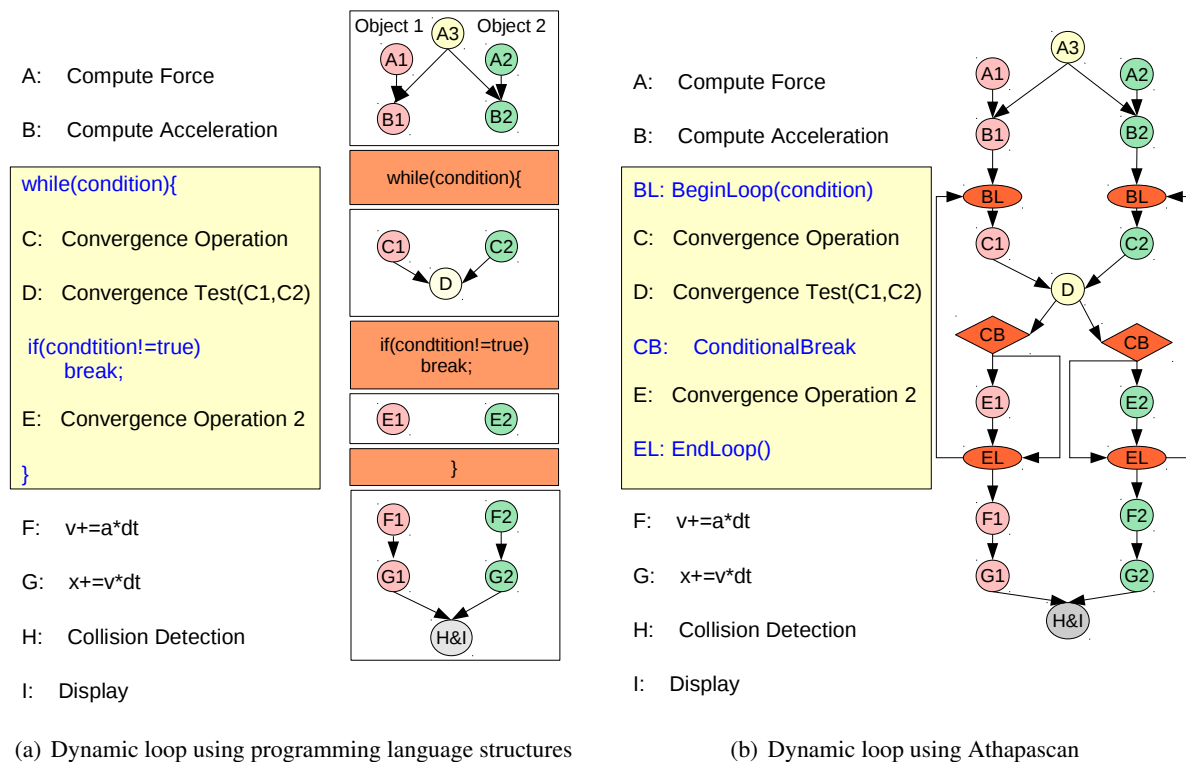 A: Compute Force
B: Compute Acceleration
while(condition){
C: Convergence Operation
D: Convergence Test(C1,C2)
if(condtition!=true)
break;
E: Convergence Operation 2
}
F: v+=a*dt
G: x+=v*dt
H: Collision Detection
I: Display
Object 1
A3
Object 2
A1
A2
B1
B2
while(condition){
C1
C2
D
if(condtition!=true)
break;
E1
E2
}
F1
F2
G1
G2
H&I
(a) Dynamic loop using programming language structures
A: Compute Force
B: Compute Acceleration
BL: BeginLoop(condition)
C: Convergence Operation
D: Convergence Test(C1,C2)
CB: ConditionalBreak
E: Convergence Operation 2
EL: EndLoop()
F: v+=a*dt
G: x+=v*dt
H: Collision Detection
I: Display
A3
A1
A2
B1
B2
BL
BL
C1
C2
D
CB
CB
E1
E2
EL
EL
F1
F2
G1
G2
H&I
(b) Dynamic loop using Athapascan